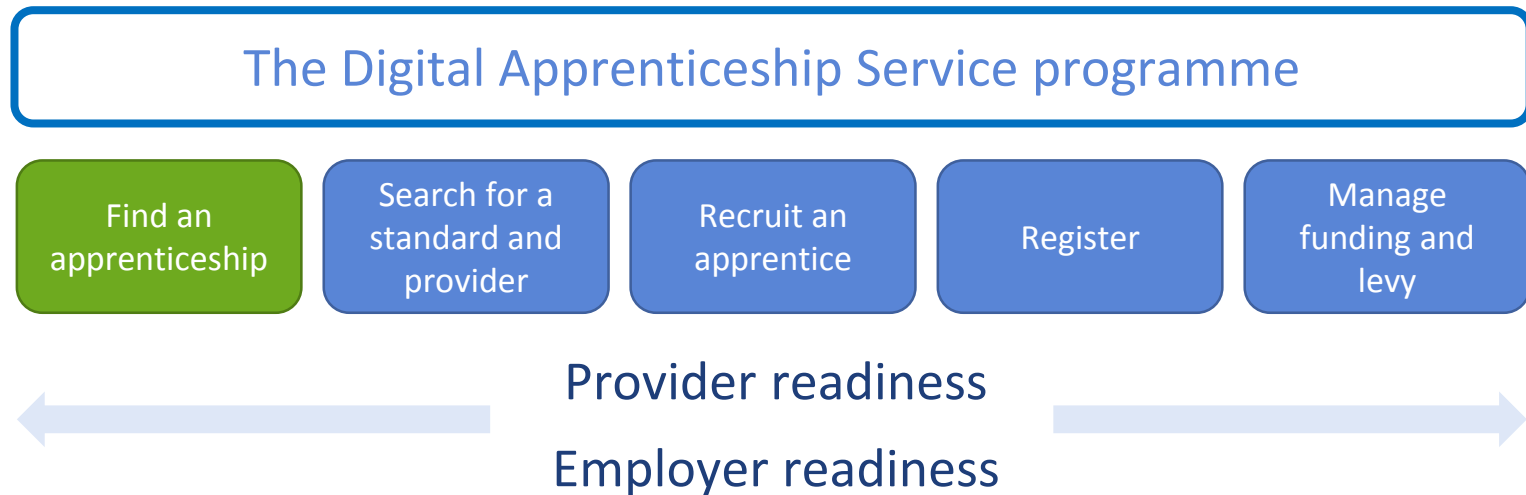 The Digital Apprenticeship Service programme
Find an
apprenticeship
Search for a
standard and
provider
Recruit an
apprentice
Register
Manage
funding and
levy
Provider readiness
Employer readiness